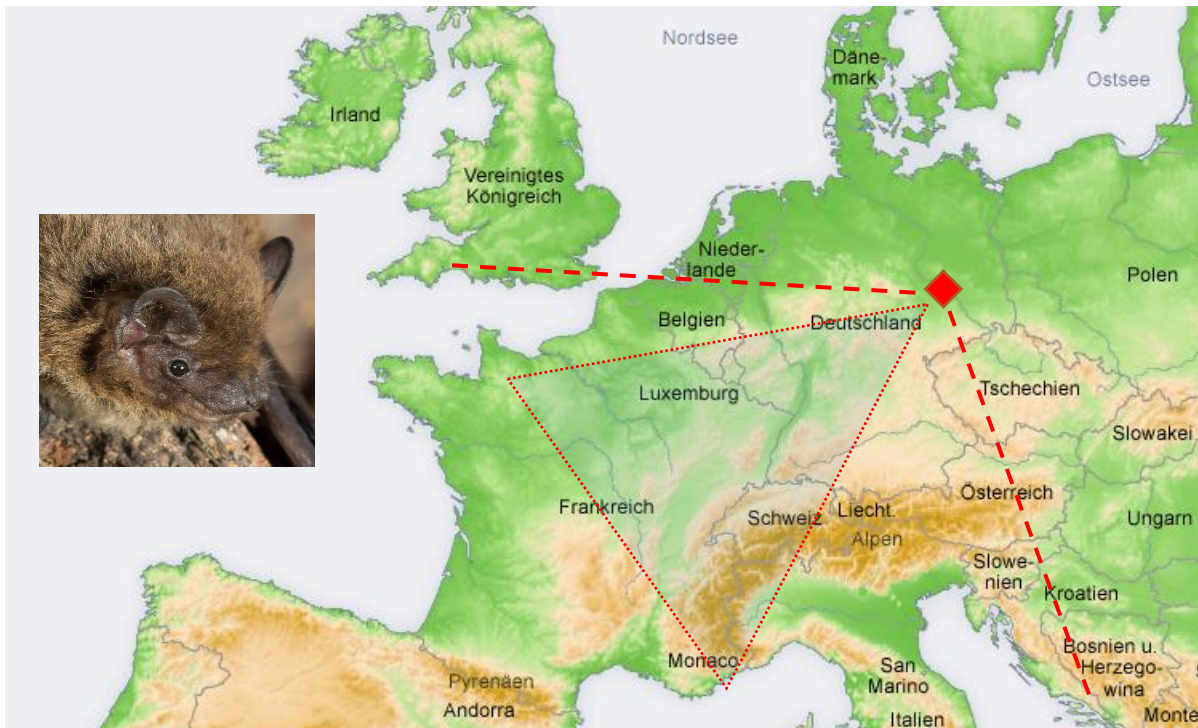 Nordsee
Däne-
mark
Ostsee
Irland
Vereinigtes
Königreich
Nieder-
lande
Polen
Belgien
Deutschland
Luxemburg
Tschechien
Slowakei
Frankreich
Schweiz
Liecht.
Österreich
Alpen
Ungarn
Slowe-
nien
Kroatien
Monaco
San
Marino
Bosnien u.
Herzego-
wina
Pyrenäen
Andorra
Italien
Monte